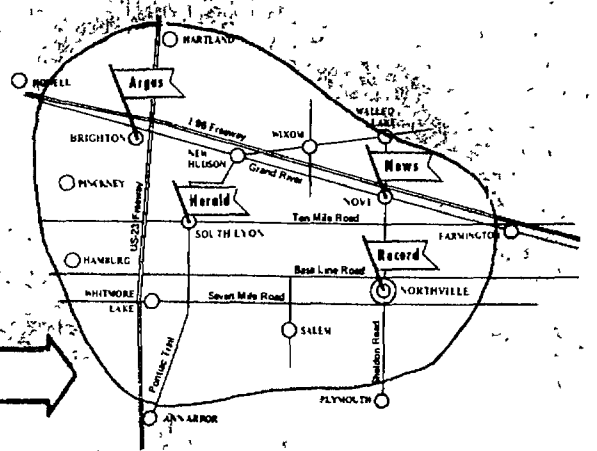 HARTLAND
HOWELL
Argus
I-96 Freeway
WALLED
LAKE
WIXOM
BRIGHTON
NEW
HUDSON
News
Grand River
PINCKNEY
Herald
NOVI
US-23 Freeway
Ten Mile Road
SOUTH LYON
FARMINGTON
Record
HAMBURG
Base Line Road
NORTHVILLE
WHITMORE
LAKE
Seven Mile Road
SALEM
Sheldon Road
Pontiac Trail
PLYMOUTH
ANN ARBOR